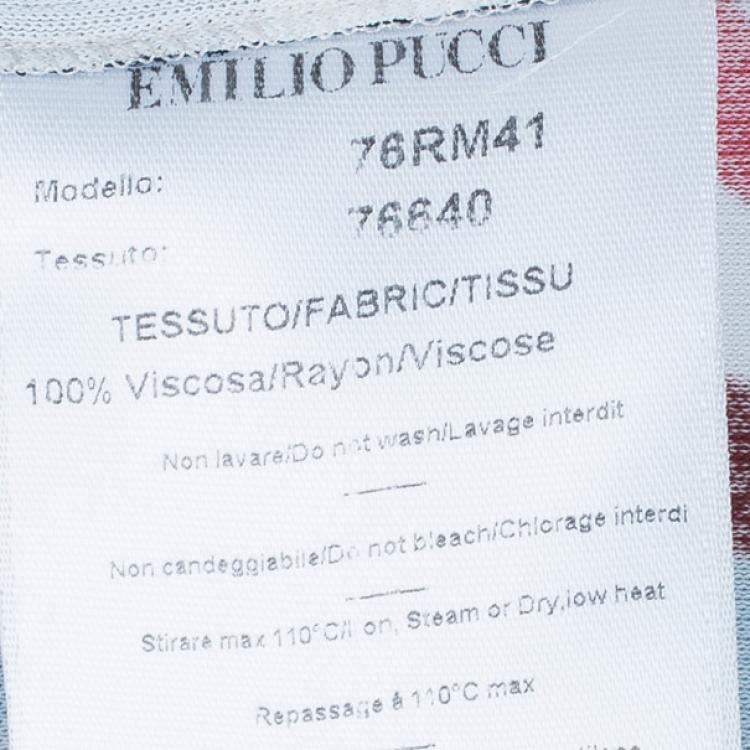 EMILIO PUCCI
Modello: 76RM41
Tessuto: 76640
TESSUTO/FABRIC/TISSU
100% Viscosa/Rayon/Viscose
Non lavare/Do not wash/Lavage interdit
Non candeggiabile/Do not bleach/Chlorage interdi
Stirare max 110°C/I on, Steam or Dry,low heat
Repassage à 110°C max